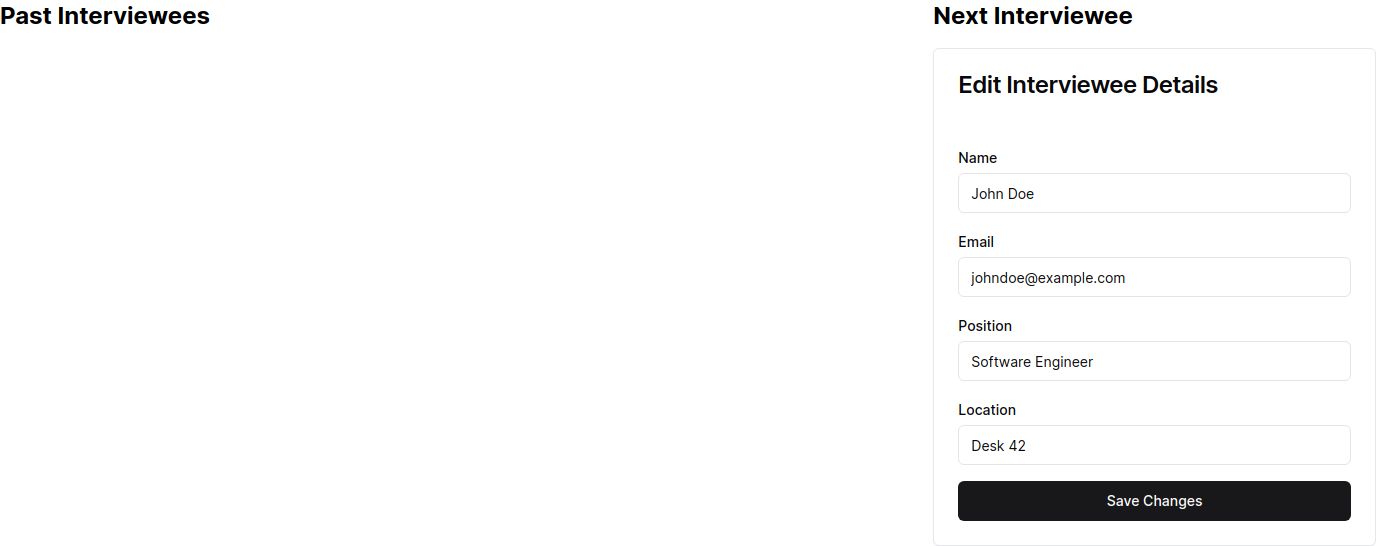 Past Interviewees
Next Interviewee
Edit Interviewee Details
Name
John Doe
Email
johndoe@example.com
Position
Software Engineer
Location
Desk 42
Save Changes